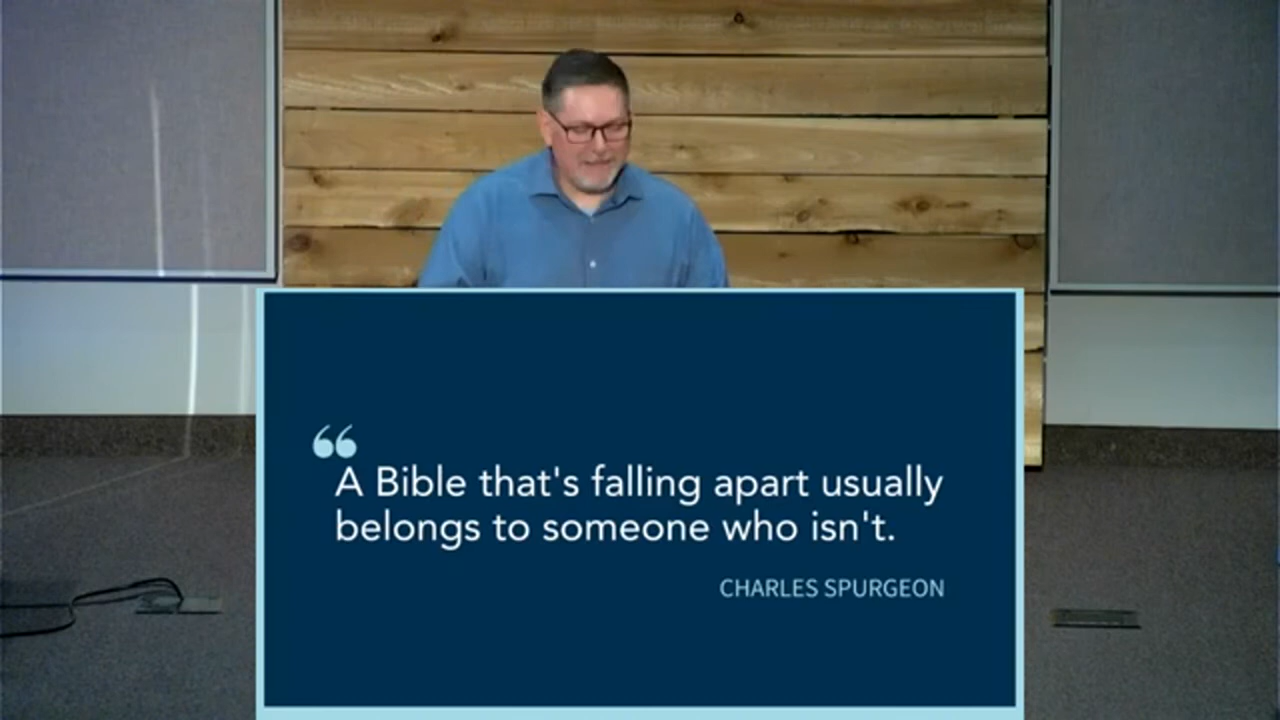 “
A Bible that's falling apart usually
belongs to someone who isn't.
CHARLES SPURGEON